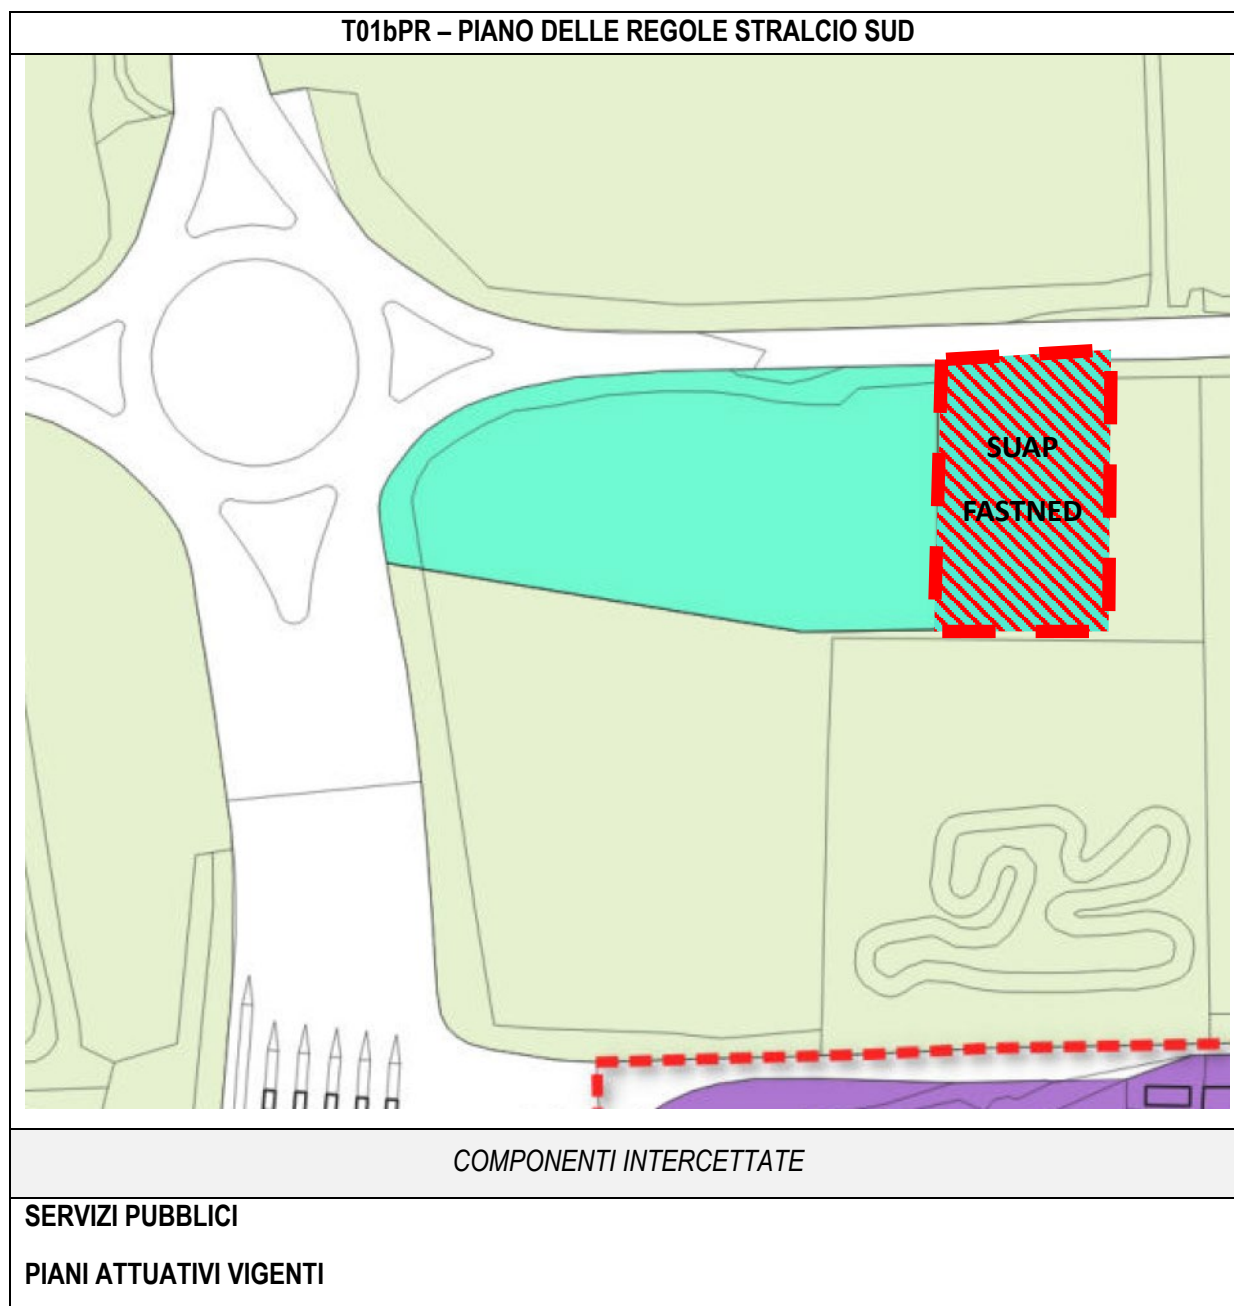 T01bPR – PIANO DELLE REGOLE STRALCIO SUD
SUAP
FASTNED
COMPONENTI INTERCETTATE
SERVIZI PUBBLICI
PIANI ATTUATIVI VIGENTI